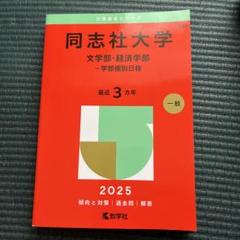 大学赤本シリーズ
同志社大学
文学部・経済学部
-学部個別日程
最近3カ年
一般
2025
傾向と対策｜過去問｜解答
教学社